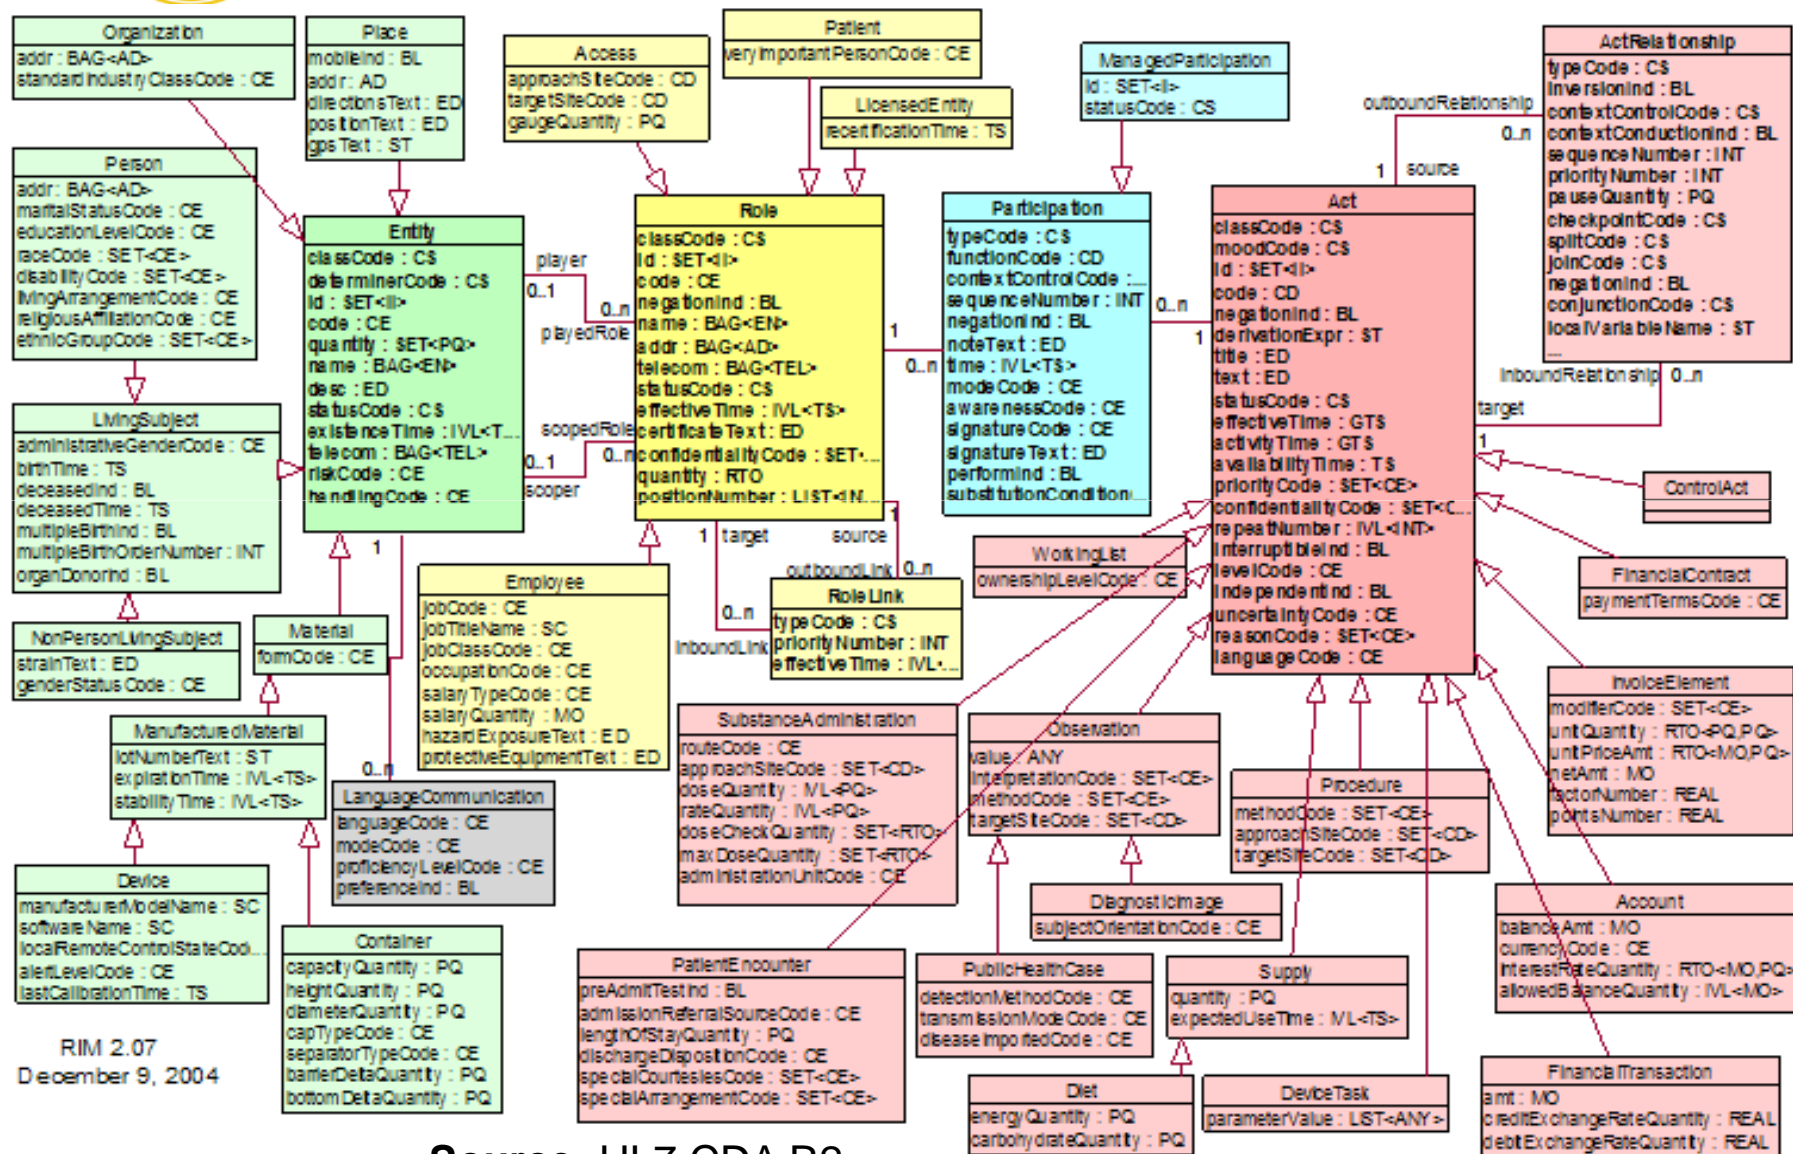 Organization
addr : BAG<AD>
standardIndustryClassCode : CE
Place
mobileInd : BL
addr : AD
directionsText : ED
positionText : ED
gpsText : ST
Access
approachSiteCode : CD
targetSiteCode : CD
gaugeQuantity : PQ
Patient
veryImportantPersonCode : CE
LicensedEntity
recertificationTime : TS
ManagedParticipation
id : SET<II>
statusCode : CS
ActRelationship
typeCode : CS
inversionInd : BL
contextControlCode : CS
contextConductionInd : BL
sequenceNumber : INT
priorityNumber : INT
pauseQuantity : PQ
checkpointCode : CS
splitCode : CS
joinCode : CS
negationInd : BL
conjunctionCode : CS
localVariableName : ST
....
outboundRelationship
0..n
1 source
inboundRelationship 0..n
target
1
Person
addr : BAG<AD>
maritalStatusCode : CE
educationLevelCode : CE
raceCode : SET<CE>
disabilityCode : SET<CE>
livingArrangementCode : CE
religiousAffiliationCode : CE
ethnicGroupCode : SET<CE>
Entity
classCode : CS
determinerCode : CS
id : SET<II>
code : CE
quantity : SET<PQ>
name : BAG<EN>
desc : ED
statusCode : CS
existenceTime : IVL<T...
telecom : BAG<TEL>
riskCode : CE
handlingCode : CE
player
0..1
0..n
playedRole
scopedRole
0..1
0..n
scoper
Role
classCode : CS
id : SET<II>
code : CE
negationInd : BL
name : BAG<EN>
addr : BAG<AD>
telecom : BAG<TEL>
statusCode : CS
effectiveTime : IVL<TS>
certificateText : ED
confidentialityCode : SET<...
quantity : RTO
positionNumber : LIST<IN...
1
0..n
Participation
typeCode : CS
functionCode : CD
contextControlCode : ...
sequenceNumber : INT
negationInd : BL
noteText : ED
time : IVL<TS>
modeCode : CE
awarenessCode : CE
signatureCode : CE
signatureText : ED
performInd : BL
substitutionCondition...
0..n
1
Act
classCode : CS
moodCode : CS
id : SET<II>
code : CD
negationInd : BL
derivationExpr : ST
title : ED
text : ED
statusCode : CS
effectiveTime : GTS
activityTime : GTS
availabilityTime : TS
priorityCode : SET<CE>
confidentialityCode : SET<C...
repeatNumber : IVL<INT>
interruptibleInd : BL
levelCode : CE
independentInd : BL
uncertaintyCode : CE
reasonCode : SET<CE>
languageCode : CE
LivingSubject
administrativeGenderCode : CE
birthTime : TS
deceasedInd : BL
deceasedTime : TS
multipleBirthInd : BL
multipleBirthOrderNumber : INT
organDonorInd : BL
ControlAct
WorkingList
ownershipLevelCode : CE
FinancialContract
paymentTermsCode : CE
1 target
source
1
outboundLink 0..n
0..n
inboundLink
RoleLink
typeCode : CS
priorityNumber : INT
effectiveTime : IVL<...
Employee
jobCode : CE
jobTitleName : SC
jobClassCode : CE
occupationCode : CE
salaryTypeCode : CE
salaryQuantity : MO
hazardExposureText : ED
protectiveEquipmentText : ED
NonPersonLivingSubject
strainText : ED
genderStatusCode : CE
Material
formCode : CE
1
0..n
ManufacturedMaterial
lotNumberText : ST
expirationTime : IVL<TS>
stabilityTime : IVL<TS>
LanguageCommunication
languageCode : CE
modeCode : CE
proficiencyLevelCode : CE
preferenceInd : BL
SubstanceAdministration
routeCode : CE
approachSiteCode : SET<CD>
doseQuantity : IVL<PQ>
rateQuantity : IVL<PQ>
doseCheckQuantity : SET<RTO>
maxDoseQuantity : SET<RTO>
administrationUnitCode : CE
Observation
value : ANY
interpretationCode : SET<CE>
methodCode : SET<CE>
targetSiteCode : SET<CD>
Procedure
methodCode : SET<CE>
approachSiteCode : SET<CD>
targetSiteCode : SET<CD>
InvoiceElement
modifierCode : SET<CE>
unitQuantity : RTO<PQ,PQ>
unitPriceAmt : RTO<MO,PQ>
netAmt : MO
factorNumber : REAL
pointsNumber : REAL
Device
manufacturerModelName : SC
softwareName : SC
localRemoteControlStateCod...
alertLevelCode : CE
lastCalibrationTime : TS
Container
capacityQuantity : PQ
heightQuantity : PQ
diameterQuantity : PQ
capTypeCode : CE
separatorTypeCode : CE
barrierDeltaQuantity : PQ
bottomDeltaQuantity : PQ
DiagnosticImage
subjectOrientationCode : CE
Account
balanceAmt : MO
currencyCode : CE
interestRateQuantity : RTO<MO,PQ>
allowedBalanceQuantity : IVL<MO>
PatientEncounter
preAdmitTestInd : BL
admissionReferralSourceCode : CE
lengthOfStayQuantity : PQ
dischargeDispositionCode : CE
specialCourtesiesCode : SET<CE>
specialArrangementCode : SET<CE>
PublicHealthCase
detectionMethodCode : CE
transmissionModeCode : CE
diseaseImportedCode : CE
Supply
quantity : PQ
expectedUseTime : IVL<TS>
Diet
energyQuantity : PQ
carbohydrateQuantity : PQ
DeviceTask
parameterValue : LIST<ANY>
FinancialTransaction
amt : MO
creditExchangeRateQuantity : REAL
debitExchangeRateQuantity : REAL
RIM 2.07
December 9, 2004
Source: HL7 CDA R2